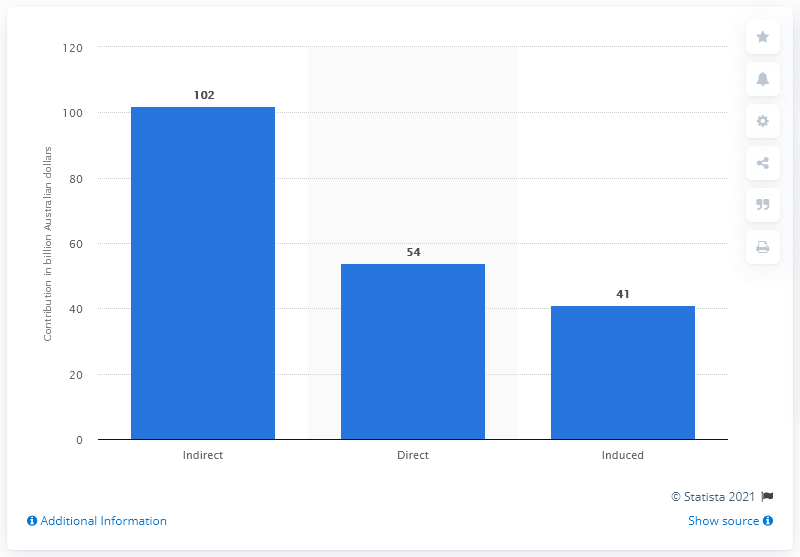 120
100
80
60
40
20
0
Contribution in billion Australian dollars
102
54
41
Indirect
Direct
Induced
© Statista 2021
Additional Information
Show source